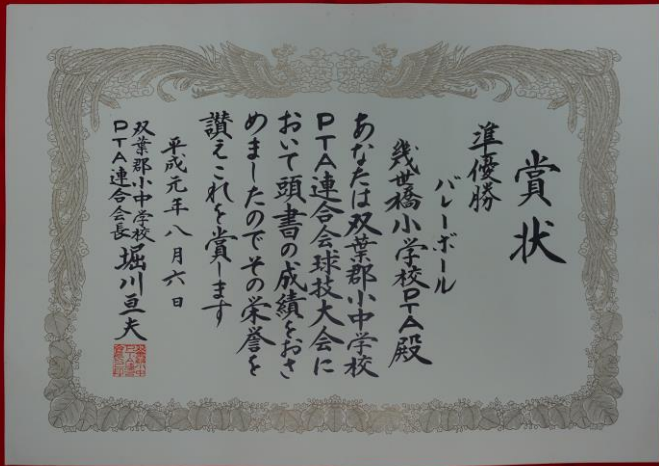 賞状
準優勝
バレーボール
幾世橋小学校PTA殿
あなたは双葉郡小中学校
PTA連合会球技大会に
おいて頭書の成績をおさ
めましたのでその栄誉を
讃えこれを賞します
平成元年八月六日
双葉郡小中学校
PTA連合会長 堀川亘夫